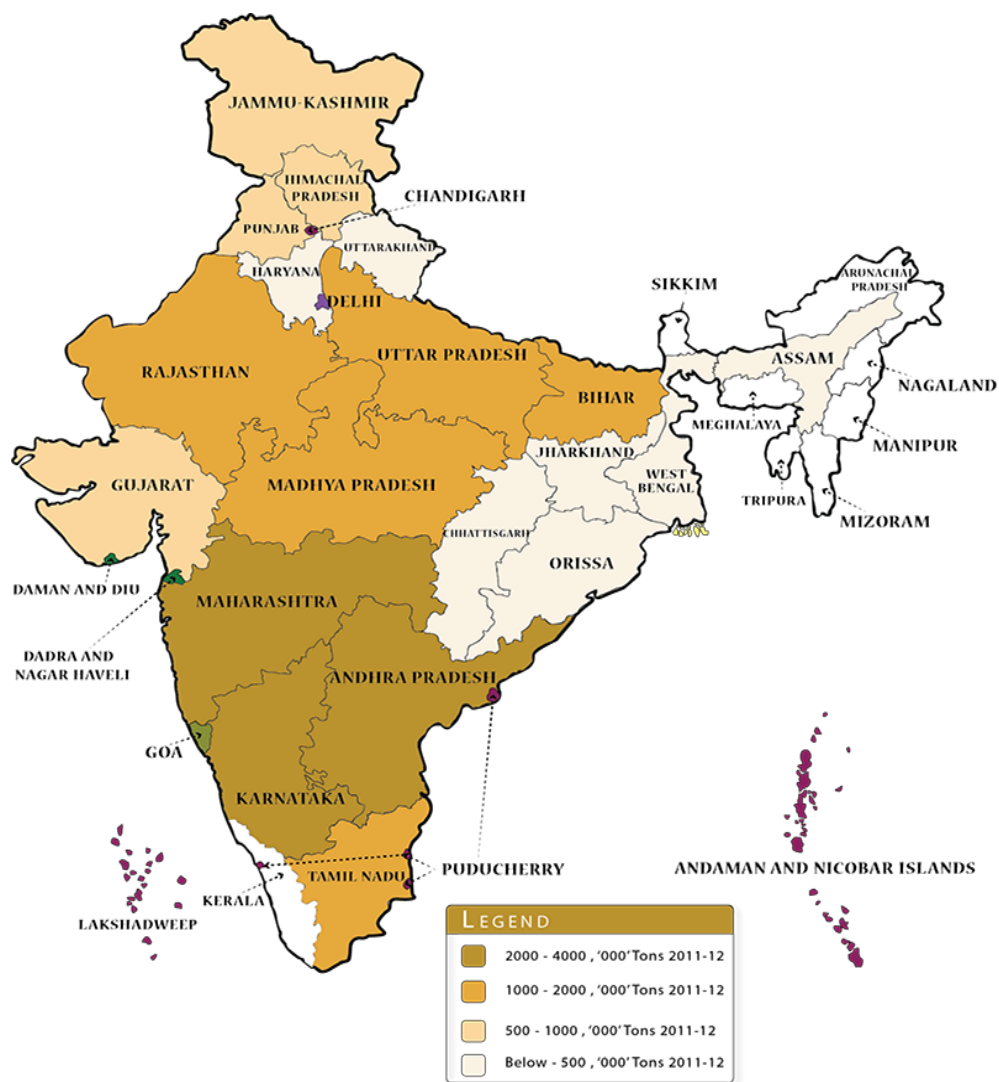 JAMMU-KASHMIR
HIMACHAL
PRADESH
CHANDIGARH
PUNJAB
UTTARAKHAND
HARYANA
DELHI
SIKKIM
ARUNACHAL
PRADESH
UTTAR PRADESH
ASSAM
RAJASTHAN
BIHAR
NAGALAND
MEGHALAYA
MANIPUR
JHARKHAND
WEST
BENGAL
GUJARAT
MADHYA PRADESH
TRIPURA
MIZORAM
CHHATTISGARH
ORISSA
DAMAN AND DIU
MAHARASHTRA
DADRA AND
NAGAR HAVELI
ANDHRA PRADESH
GOA
KARNATAKA
PUDUCHERRY
ANDAMAN AND NICOBAR ISLANDS
TAMIL NADU
KERALA
LAKSHADWEEP
LEGEND
2000 - 4000 , '000' Tons 2011-12
1000 - 2000 , '000' Tons 2011-12
500 - 1000 , '000' Tons 2011-12
Below - 500 , '000' Tons 2011-12